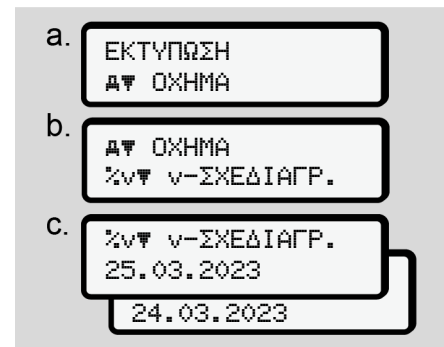 a.
ΕΚΤΥΠΩΣΗ
ΟΧΗΜΑ
b.
ΟΧΗΜΑ
%v▼ v-ΣΧΕΔΙΑΓΡ.
c.
%v▼ v-ΣΧΕΔΙΑΓΡ.
25.03.2023
24.03.2023